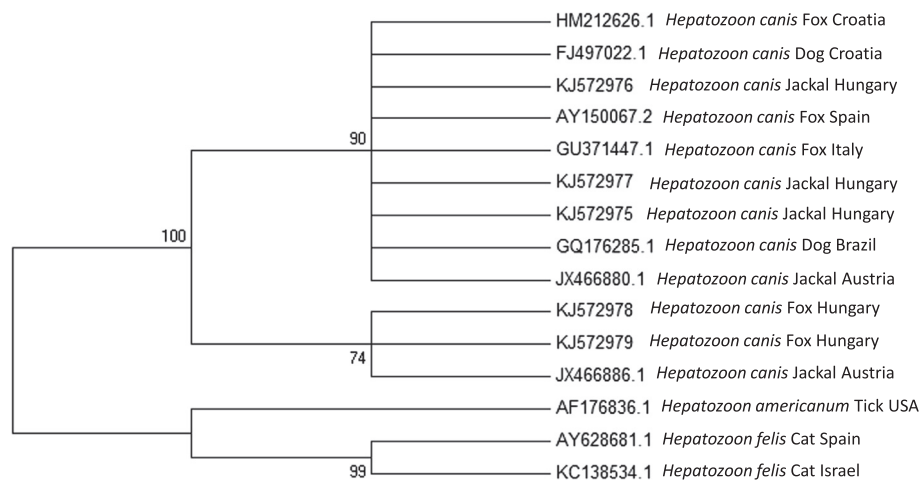 HM212626.1 Hepatozoon canis Fox Croatia
FJ497022.1 Hepatozoon canis Dog Croatia
KJ572976 Hepatozoon canis Jackal Hungary
AY150067.2 Hepatozoon canis Fox Spain
90
GU371447.1 Hepatozoon canis Fox Italy
KJ572977 Hepatozoon canis Jackal Hungary
KJ572975 Hepatozoon canis Jackal Hungary
100
GQ176285.1 Hepatozoon canis Dog Brazil
JX466880.1 Hepatozoon canis Jackal Austria
KJ572978 Hepatozoon canis Fox Hungary
KJ572979 Hepatozoon canis Fox Hungary
74
JX466886.1 Hepatozoon canis Jackal Austria
AF176836.1 Hepatozoon americanum Tick USA
AY628681.1 Hepatozoon felis Cat Spain
99
KC138534.1 Hepatozoon felis Cat Israel